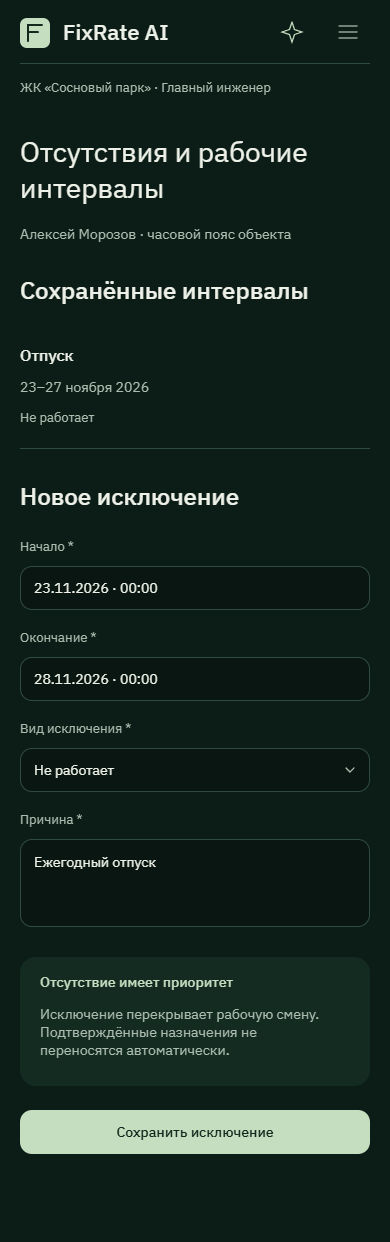 FixRate AI
ЖК «Сосновый парк» · Главный инженер
Отсутствия и рабочие
интервалы
Алексей Морозов · часовой пояс объекта
Сохранённые интервалы
Отпуск
23–27 ноября 2026
Не работает
Новое исключение
Начало *
23.11.2026 · 00:00
Окончание *
28.11.2026 · 00:00
Вид исключения *
Не работает
Причина *
Ежегодный отпуск
Отсутствие имеет приоритет
Исключение перекрывает рабочую смену.
Подтверждённые назначения не
переносятся автоматически.
Сохранить исключение